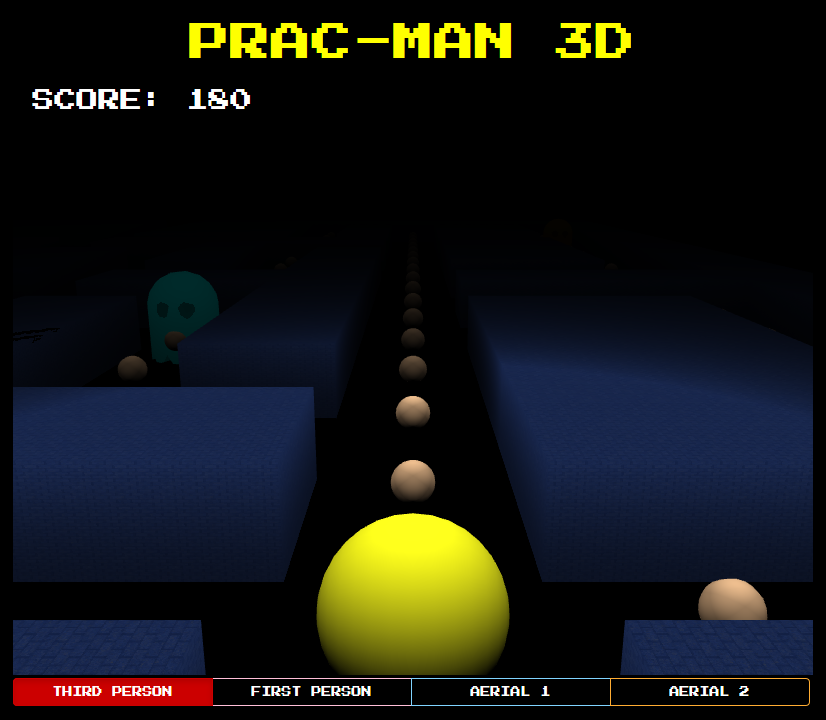 PRAC-MAN 3D
SCORE: 180
THIRD PERSON
FIRST PERSON
AERIAL 1
AERIAL 2